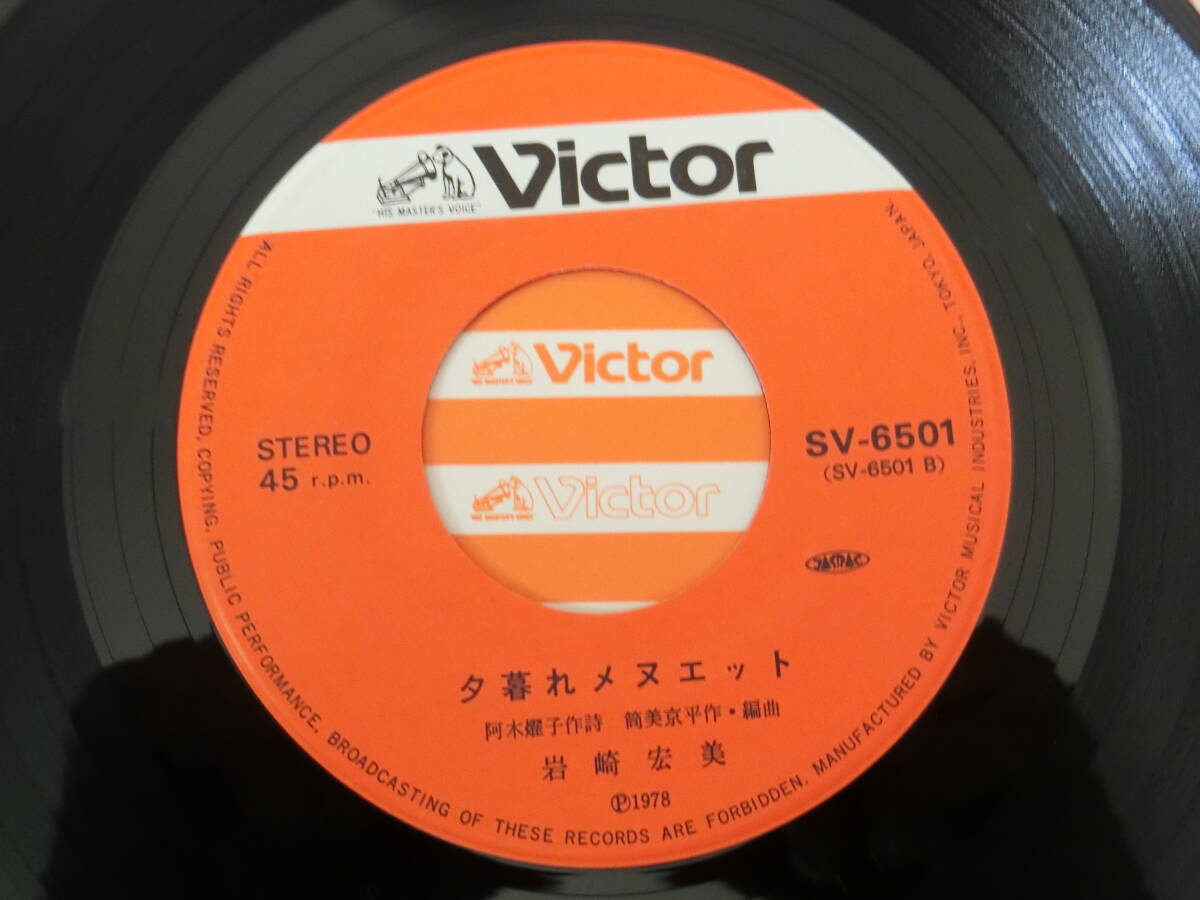 Victor
"HIS MASTER'S VOICE"
Victor
"HIS MASTER'S VOICE"
Victor
"HIS MASTER'S VOICE"
STEREO
45 r.p.m.
SV-6501
(SV-6501 B)
JASRAC
夕暮れメヌエット
阿木燿子作詩 筒美京平作・編曲
岩崎宏美
Ⓟ1978
ALL RIGHTS RESERVED, COPYING, PUBLIC PERFORMANCE, BROADCASTING OF THESE RECORDS ARE FORBIDDEN. MANUFACTURED BY VICTOR MUSICAL INDUSTRIES, INC., TOKYO, JAPAN.